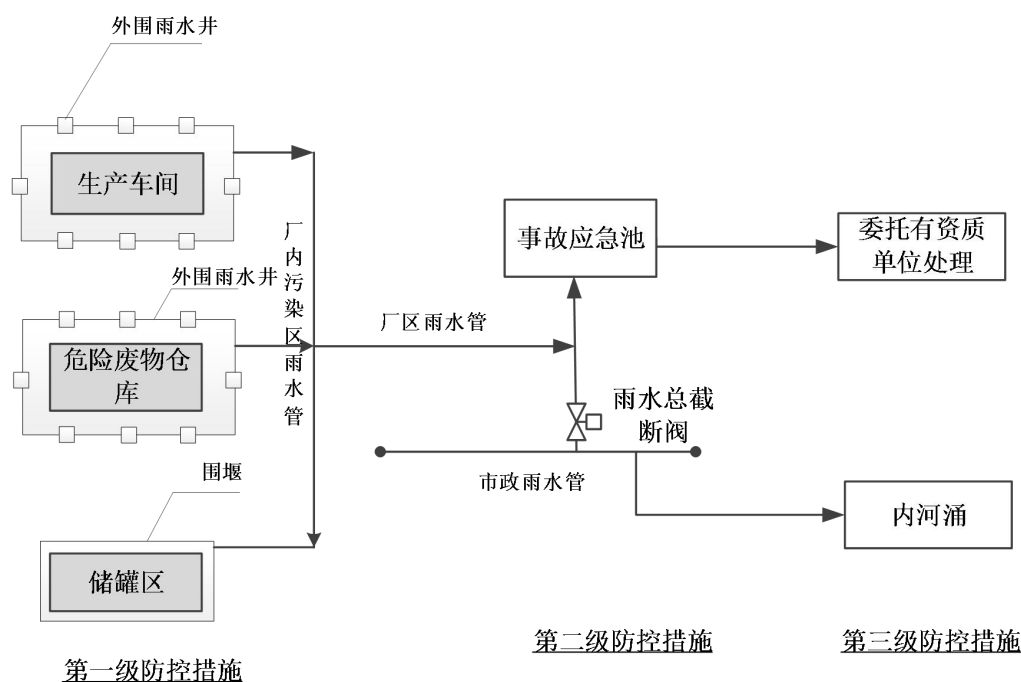 外围雨水井
生产车间
外围雨水井
危险废物仓
库
围堰
储罐区
第一级防控措施
厂内污染区雨水管
厂区雨水管
事故应急池
雨水总截
断阀
市政雨水管
第二级防控措施
委托有资质
单位处理
内河涌
第三级防控措施